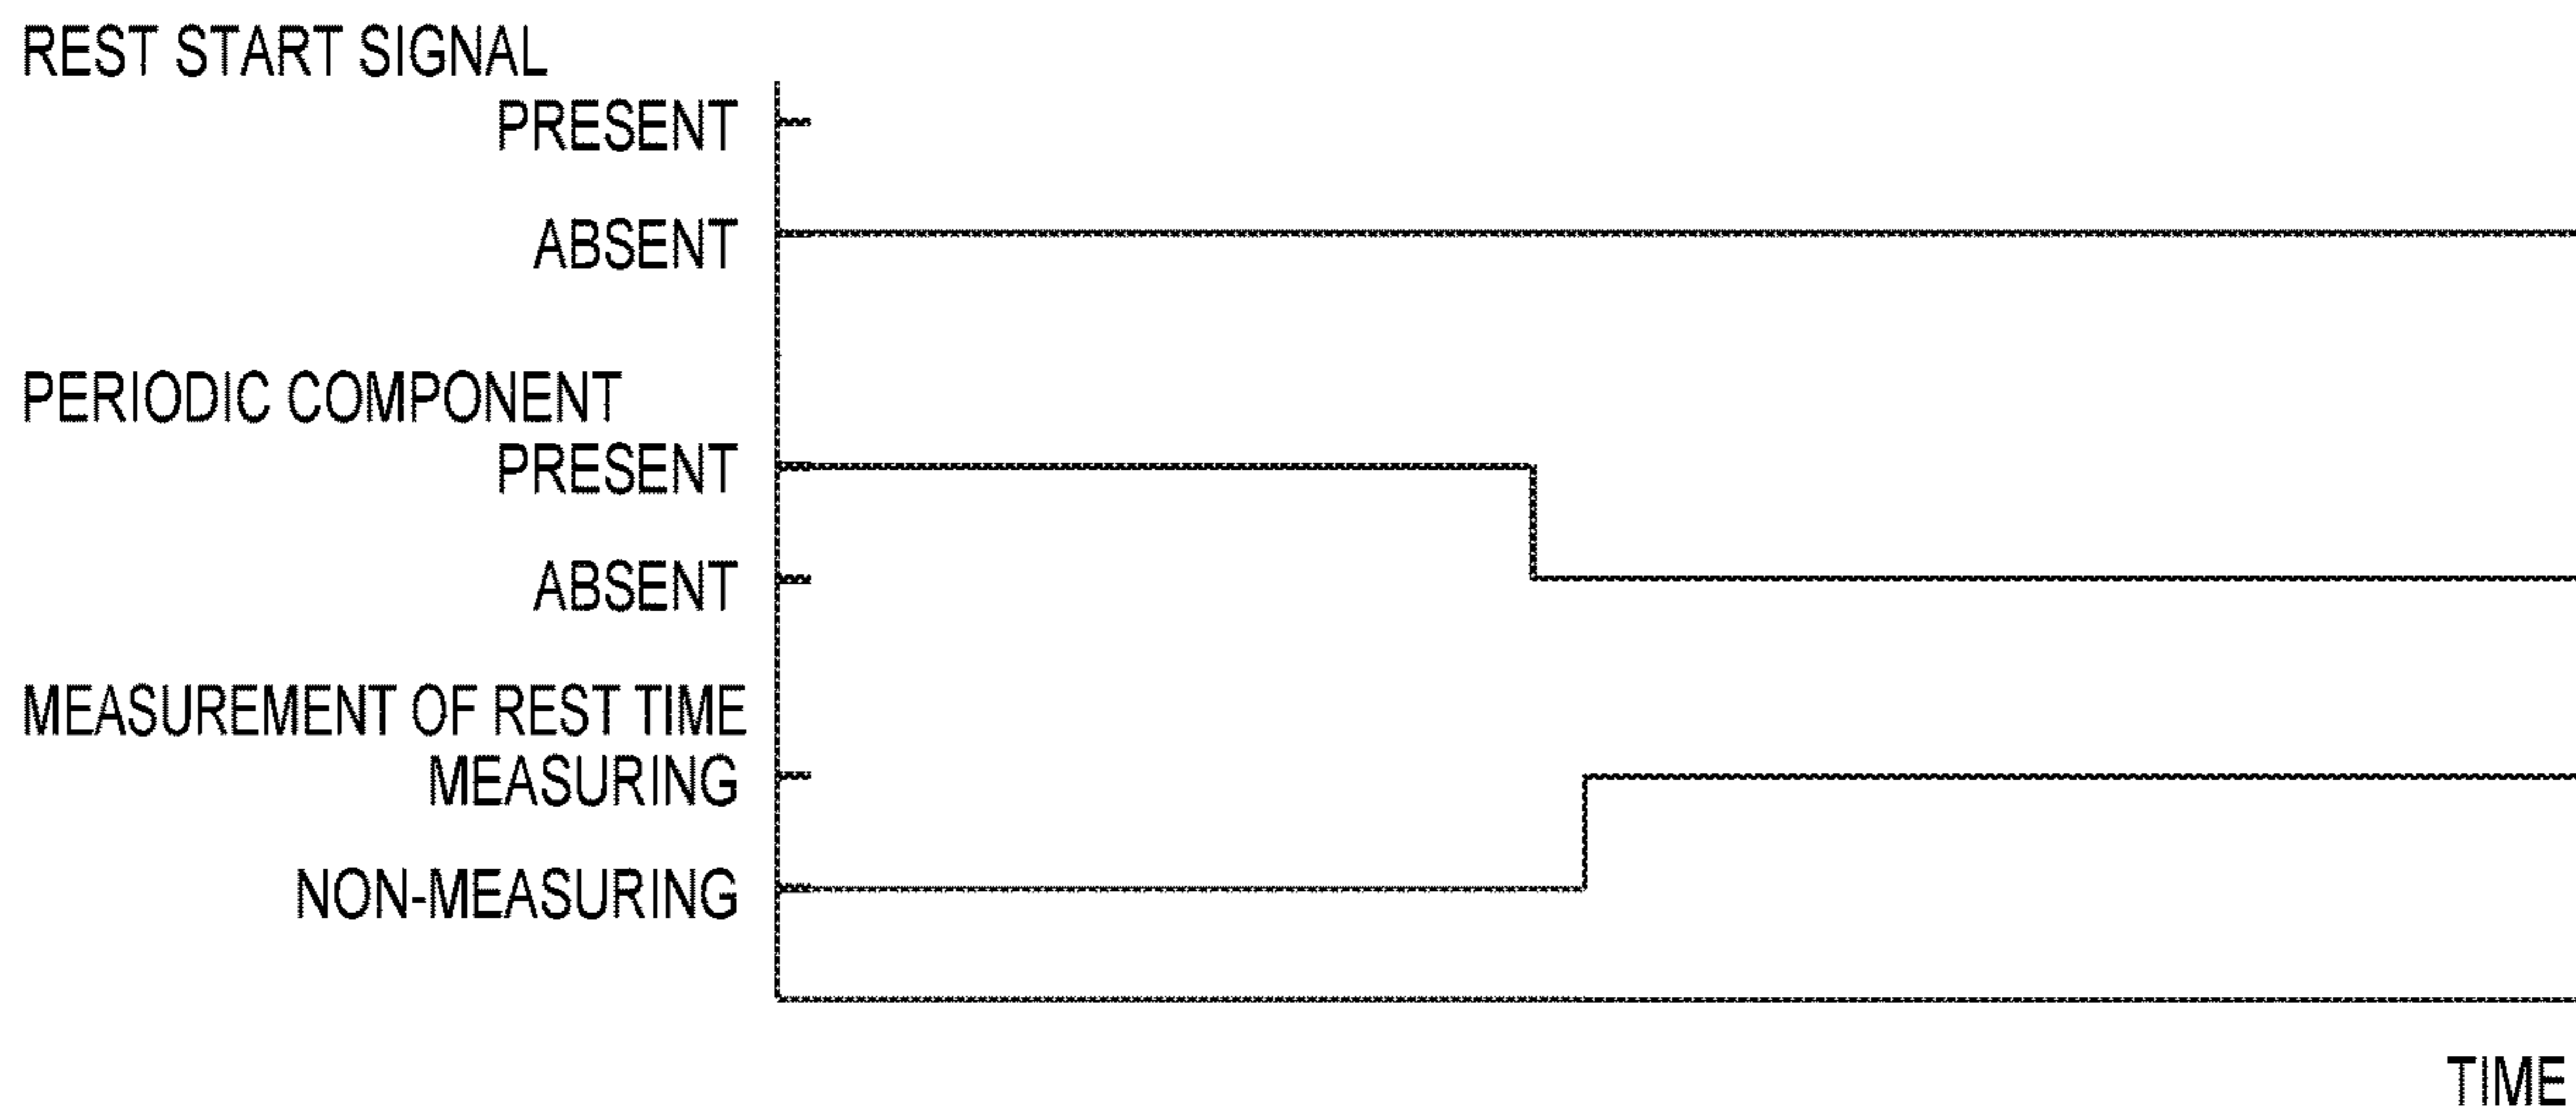 REST START SIGNAL
PRESENT
ABSENT
PERIODIC COMPONENT
PRESENT
ABSENT
MEASUREMENT OF REST TIME
MEASURING
NON-MEASURING
TIME